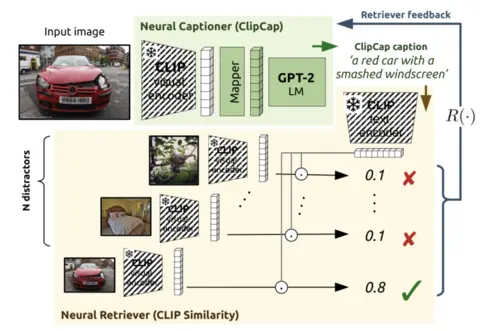 Input image
Neural Captioner (ClipCap)
Retriever feedback
CLIP
visual
encoder
Mapper
GPT-2
LM
ClipCap caption
‘a red car with a
smashed windscreen’
CLIP
text
encoder
R(·)
N distractors
CLIP
visual
encoder
0.1
CLIP
visual
encoder
0.1
CLIP
visual
encoder
0.8
Neural Retriever (CLIP Similarity)